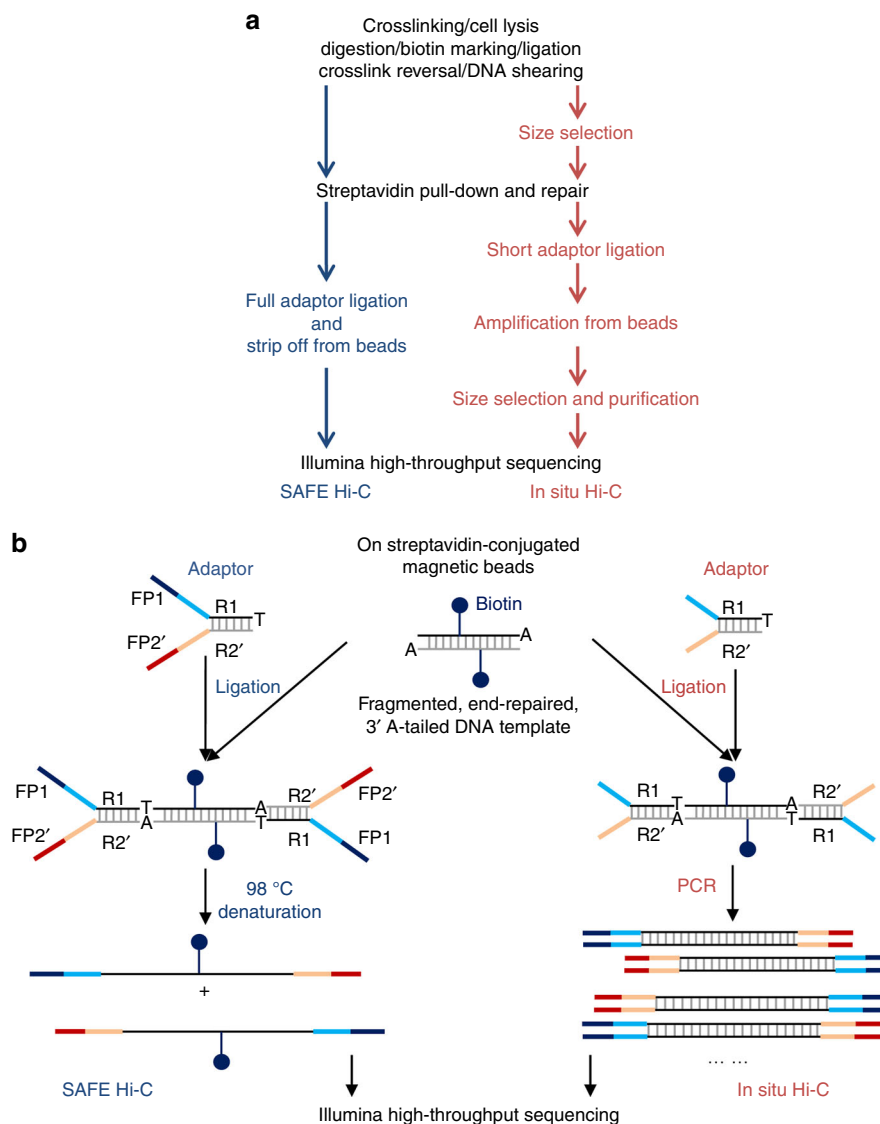 a
Crosslinking/cell lysis
digestion/biotin marking/ligation
crosslink reversal/DNA shearing
Size selection
Streptavidin pull-down and repair
Short adaptor ligation
Full adaptor ligation
and
strip off from beads
Amplification from beads
Size selection and purification
Illumina high-throughput sequencing
SAFE Hi-C
In situ Hi-C
b
On streptavidin-conjugated
magnetic beads
Adaptor
FP1
R1
T
FP2′
R2′
Biotin
A
A
Adaptor
R1
T
R2′
Ligation
Fragmented, end-repaired,
3′ A-tailed DNA template
Ligation
FP1
R1
T
A
R2′
FP2′
FP2′
R2′
A
T
R1
FP1
R1
T
A
R2′
R2′
A
T
R1
98 °C
denaturation
PCR
+
... ...
SAFE Hi-C
In situ Hi-C
Illumina high-throughput sequencing